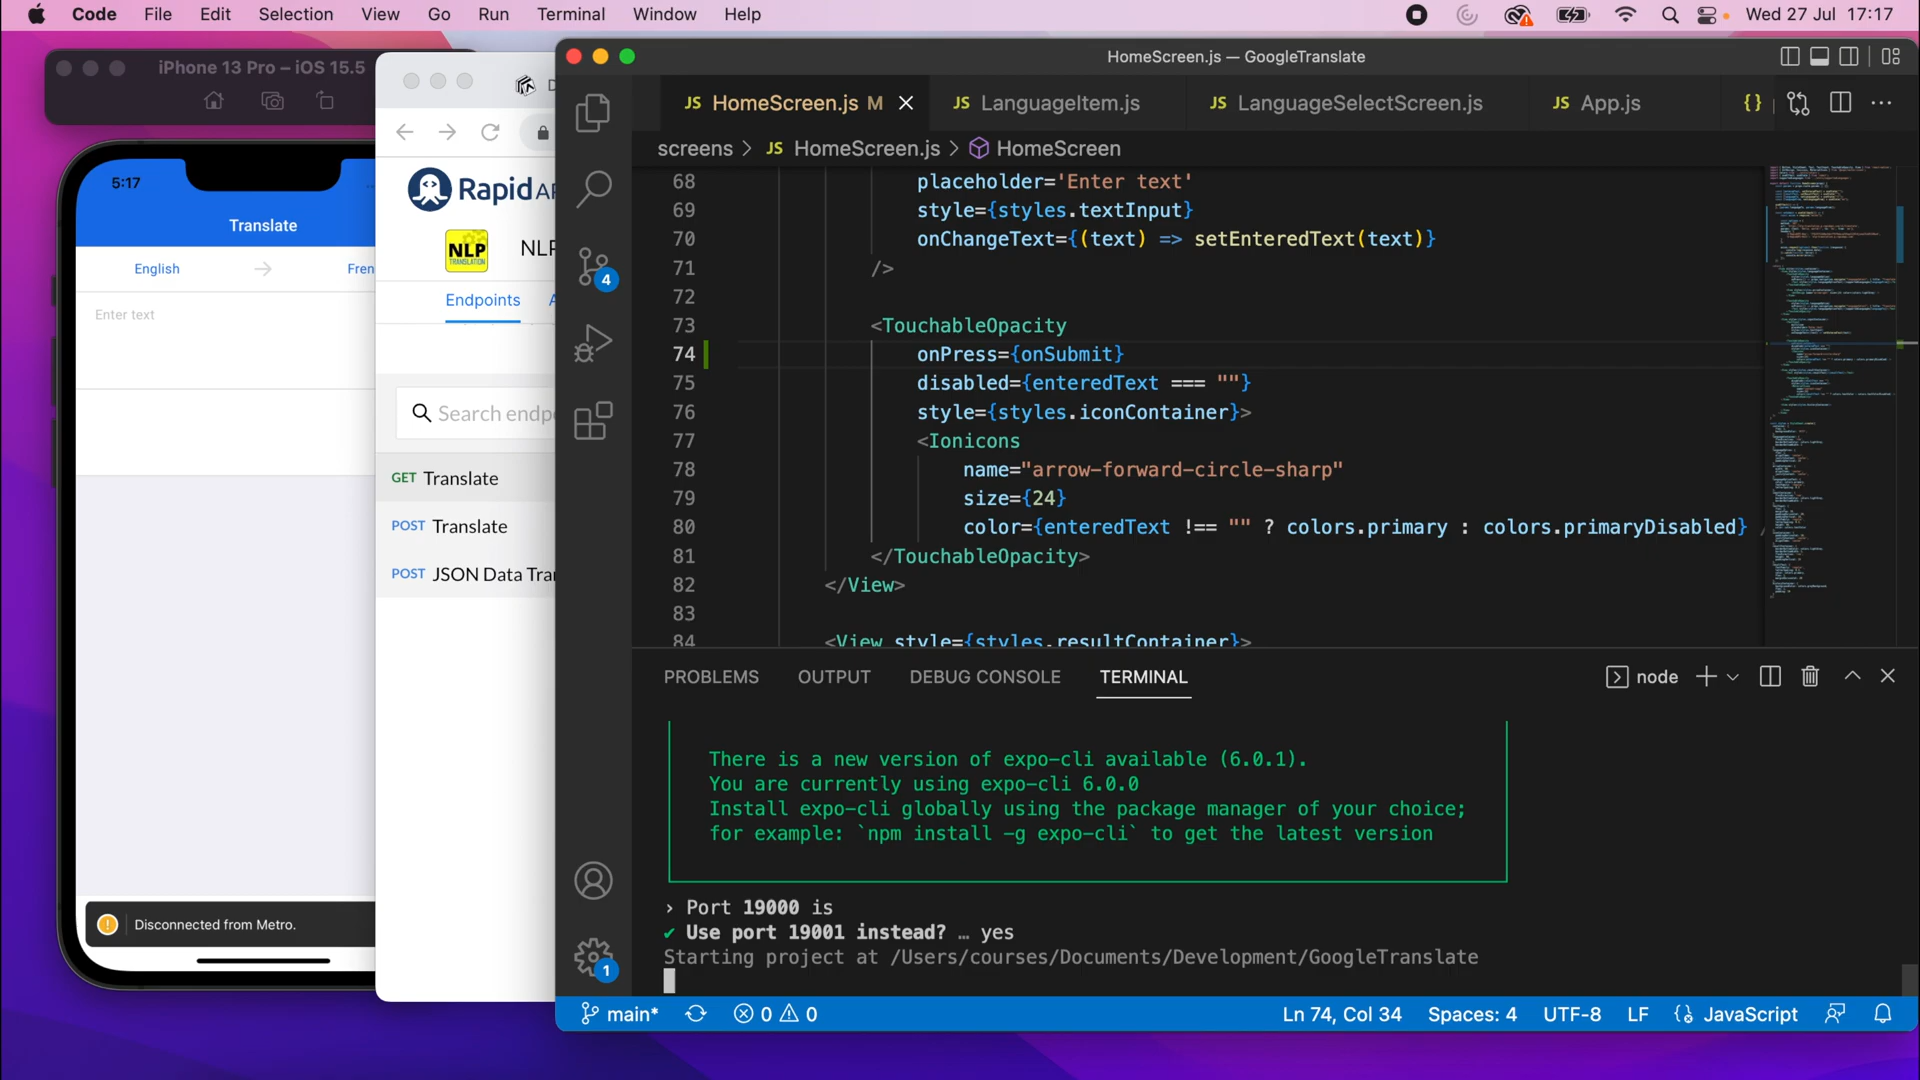 Code File Edit Selection View Go Run Terminal Window Help Wed 27 Jul 17:17
iPhone 13 Pro – iOS 15.5
5:17
Translate
English
Enter text
Disconnected from Metro.
NLP
TRANSLATION
Endpoints
GET Translate
POST Translate
POST JSON Data
HomeScreen.js — GoogleTranslate
JS HomeScreen.js M
JS LanguageItem.js
JS LanguageSelectScreen.js
JS App.js
{}
screens > JS HomeScreen.js > HomeScreen
68 placeholder='Enter text'
69 style={styles.textInput}
70 onChangeText={(text) => setEnteredText(text)}
71 />
72
73 <TouchableOpacity
74 onPress={onSubmit}
75 disabled={enteredText === ""}
76 style={styles.iconContainer}>
77 <Ionicons
78 name="arrow-forward-circle-sharp"
79 size={24}
80 color={enteredText !== "" ? colors.primary : colors.primaryDisabled} /
81 </TouchableOpacity>
82 </View>
83
84 <View style={styles.resultContainer}>
4
1
PROBLEMS OUTPUT DEBUG CONSOLE TERMINAL node
There is a new version of expo-cli available (6.0.1).
You are currently using expo-cli 6.0.0
Install expo-cli globally using the package manager of your choice;
for example: `npm install -g expo-cli` to get the latest version
› Port 19000 is
✔ Use port 19001 instead? … yes
Starting project at /Users/courses/Documents/Development/GoogleTranslate
main* 0 0 Ln 74, Col 34 Spaces: 4 UTF-8 LF JavaScript